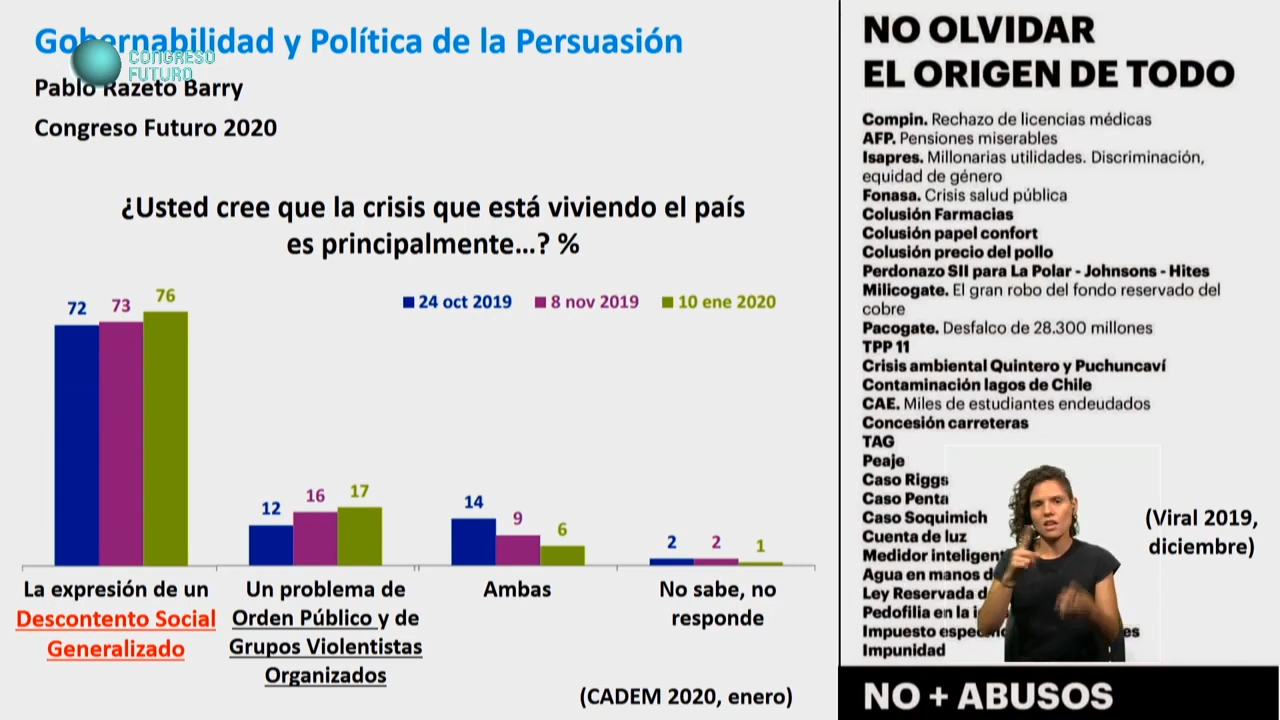 Gobernabilidad y Política de la Persuasión
CONGRESO
FUTURO
Pablo Razeto Barry
Congreso Futuro 2020
¿Usted cree que la crisis que está viviendo el país
es principalmente...? %
24 oct 2019 8 nov 2019 10 ene 2020
72 73 76
12 16 17
14 9 6
2 2 1
La expresión de un
Descontento Social
Generalizado
Un problema de
Orden Público y de
Grupos Violentistas
Organizados
Ambas
No sabe, no
responde
(CADEM 2020, enero)
NO OLVIDAR
EL ORIGEN DE TODO
Compin. Rechazo de licencias médicas
AFP. Pensiones miserables
Isapres. Millonarias utilidades. Discriminación,
equidad de género
Fonasa. Crisis salud pública
Colusión Farmacias
Colusión papel confort
Colusión precio del pollo
Perdonazo SII para La Polar - Johnsons - Hites
Milicogate. El gran robo del fondo reservado del
cobre
Pacogate. Desfalco de 28.300 millones
TPP 11
Crisis ambiental Quintero y Puchuncaví
Contaminación lagos de Chile
CAE. Miles de estudiantes endeudados
Concesión carreteras
TAG
Peaje
Caso Riggs
Caso Penta
Caso Soquimich
Cuenta de luz
Medidor
Agua en manos
Ley Reservada
Pedofilia en la
Impuesto
Impunidad
(Viral 2019,
diciembre)
NO + ABUSOS